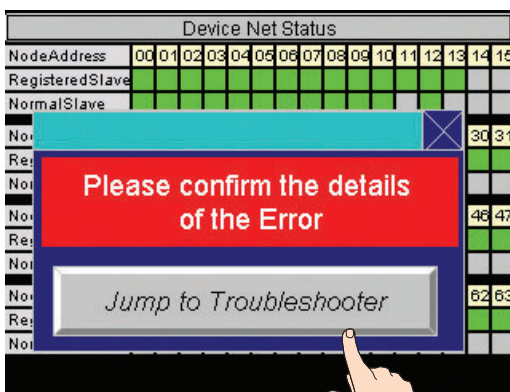 Device Net Status
NodeAddress 00 01 02 03 04 05 06 07 08 09 10 11 12 13 14 15
RegisteredSlave
NormalSlave
30 31
Please confirm the details
of the Error
46 47
Jump to Troubleshooter
62 63